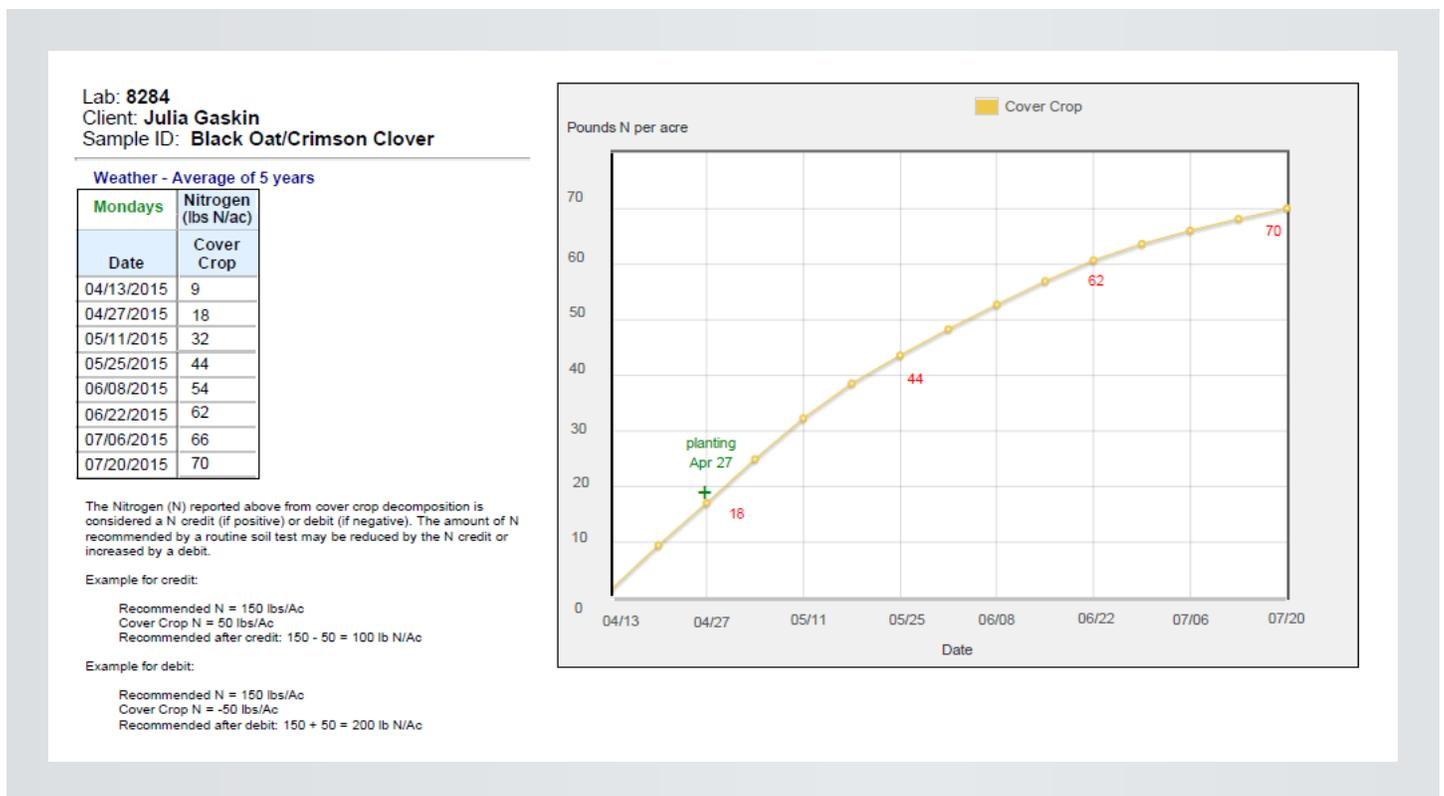 Lab: 8284
Client: Julia Gaskin
Sample ID: Black Oat/Crimson Clover
Weather - Average of 5 years
Mondays Nitrogen (lbs N/ac)
Date Cover Crop
04/13/2015 9
04/27/2015 18
05/11/2015 32
05/25/2015 44
06/08/2015 54
06/22/2015 62
07/06/2015 66
07/20/2015 70
The Nitrogen (N) reported above from cover crop decomposition is
considered a N credit (if positive) or debit (if negative). The amount of N
recommended by a routine soil test may be reduced by the N credit or
increased by a debit.
Example for credit:
Recommended N = 150 lbs/Ac
Cover Crop N = 50 lbs/Ac
Recommended after credit: 150 - 50 = 100 lb N/Ac
Example for debit:
Recommended N = 150 lbs/Ac
Cover Crop N = -50 lbs/Ac
Recommended after debit: 150 + 50 = 200 lb N/Ac
Cover Crop
Pounds N per acre
70
60
50
40
30
20
10
0
planting
Apr 27
18
44
62
70
04/13 04/27 05/11 05/25 06/08 06/22 07/06 07/20
Date